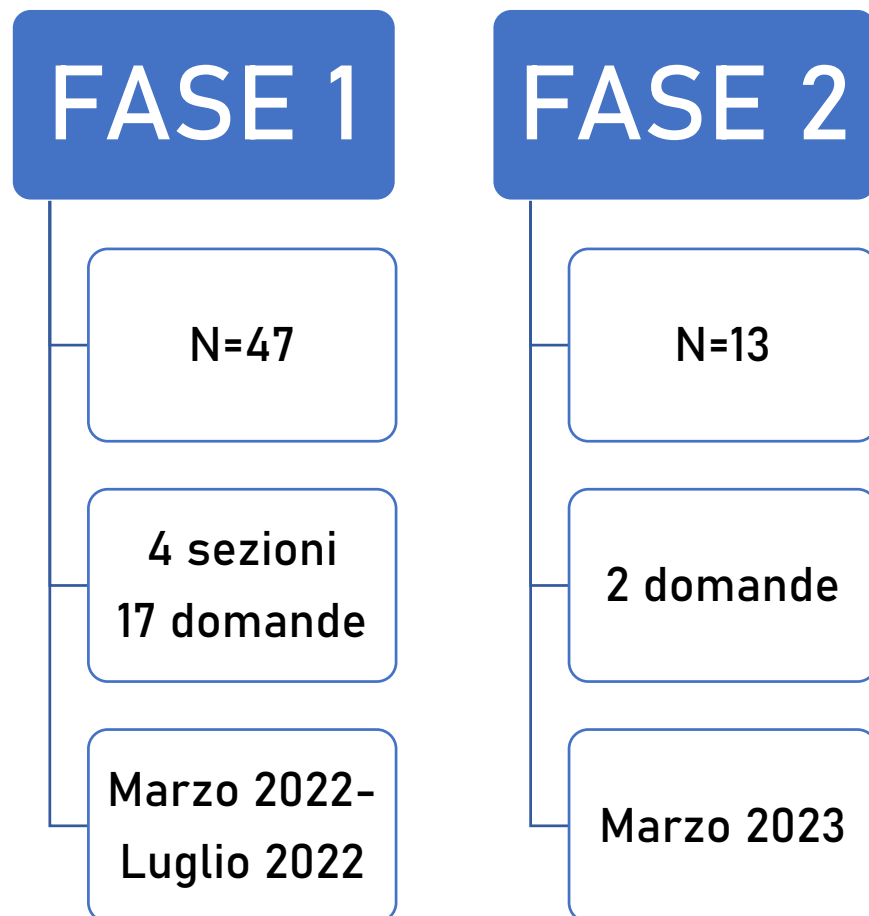 FASE 1
N=47
4 sezioni
17 domande
Marzo 2022-
Luglio 2022
FASE 2
N=13
2 domande
Marzo 2023